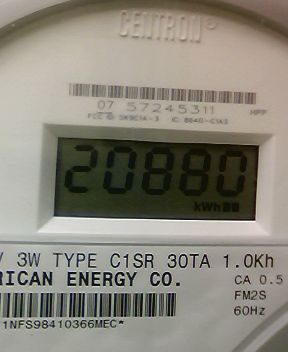 CENTRON®
07 57245311
HPP
20880
kWh
V 3W TYPE C1SR 30TA 1.0Kh
RICAN ENERGY CO.
CA 0.5
FM2S
60Hz
1NFS98410366MEC*